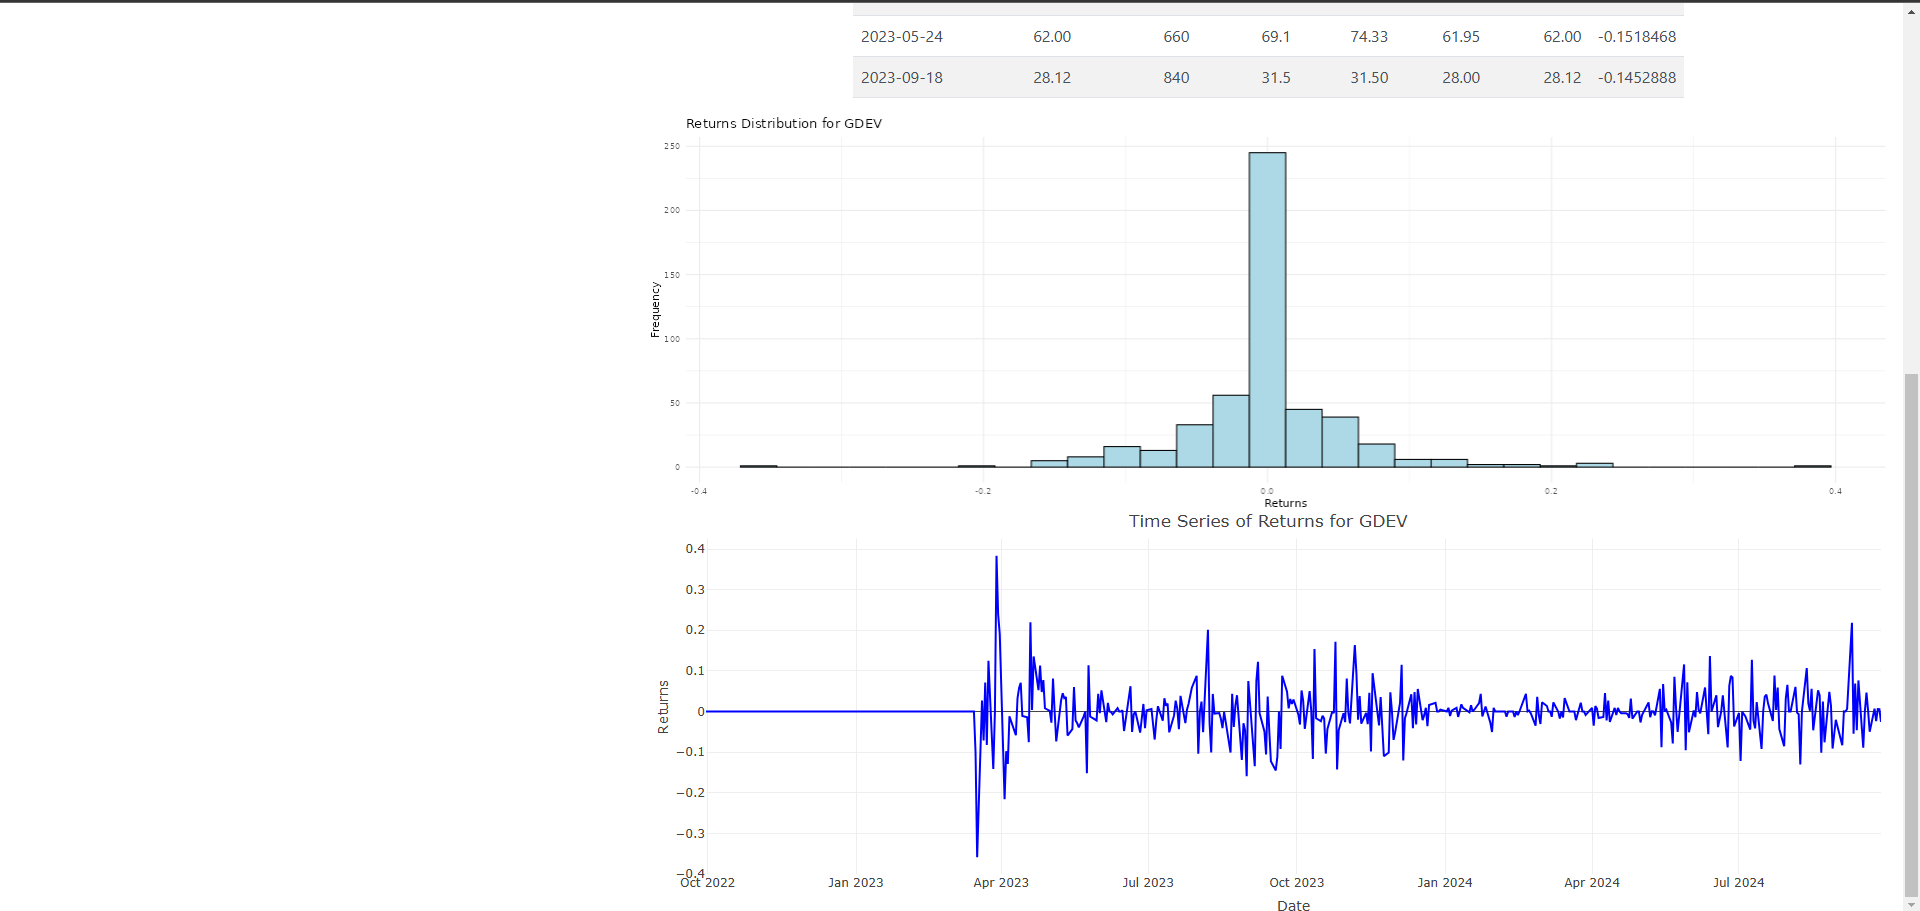 2023-05-24 62.00 660 69.1 74.33 61.95 62.00 -0.1518468
2023-09-18 28.12 840 31.5 31.50 28.00 28.12 -0.1452888
Returns Distribution for GDEV
250
200
150
100
50
0
Frequency
-0.4 -0.2 0.0 0.2 0.4
Returns
Time Series of Returns for GDEV
0.4
0.3
0.2
0.1
0
−0.1
−0.2
−0.3
−0.4
Returns
Oct 2022 Jan 2023 Apr 2023 Jul 2023 Oct 2023 Jan 2024 Apr 2024 Jul 2024
Date